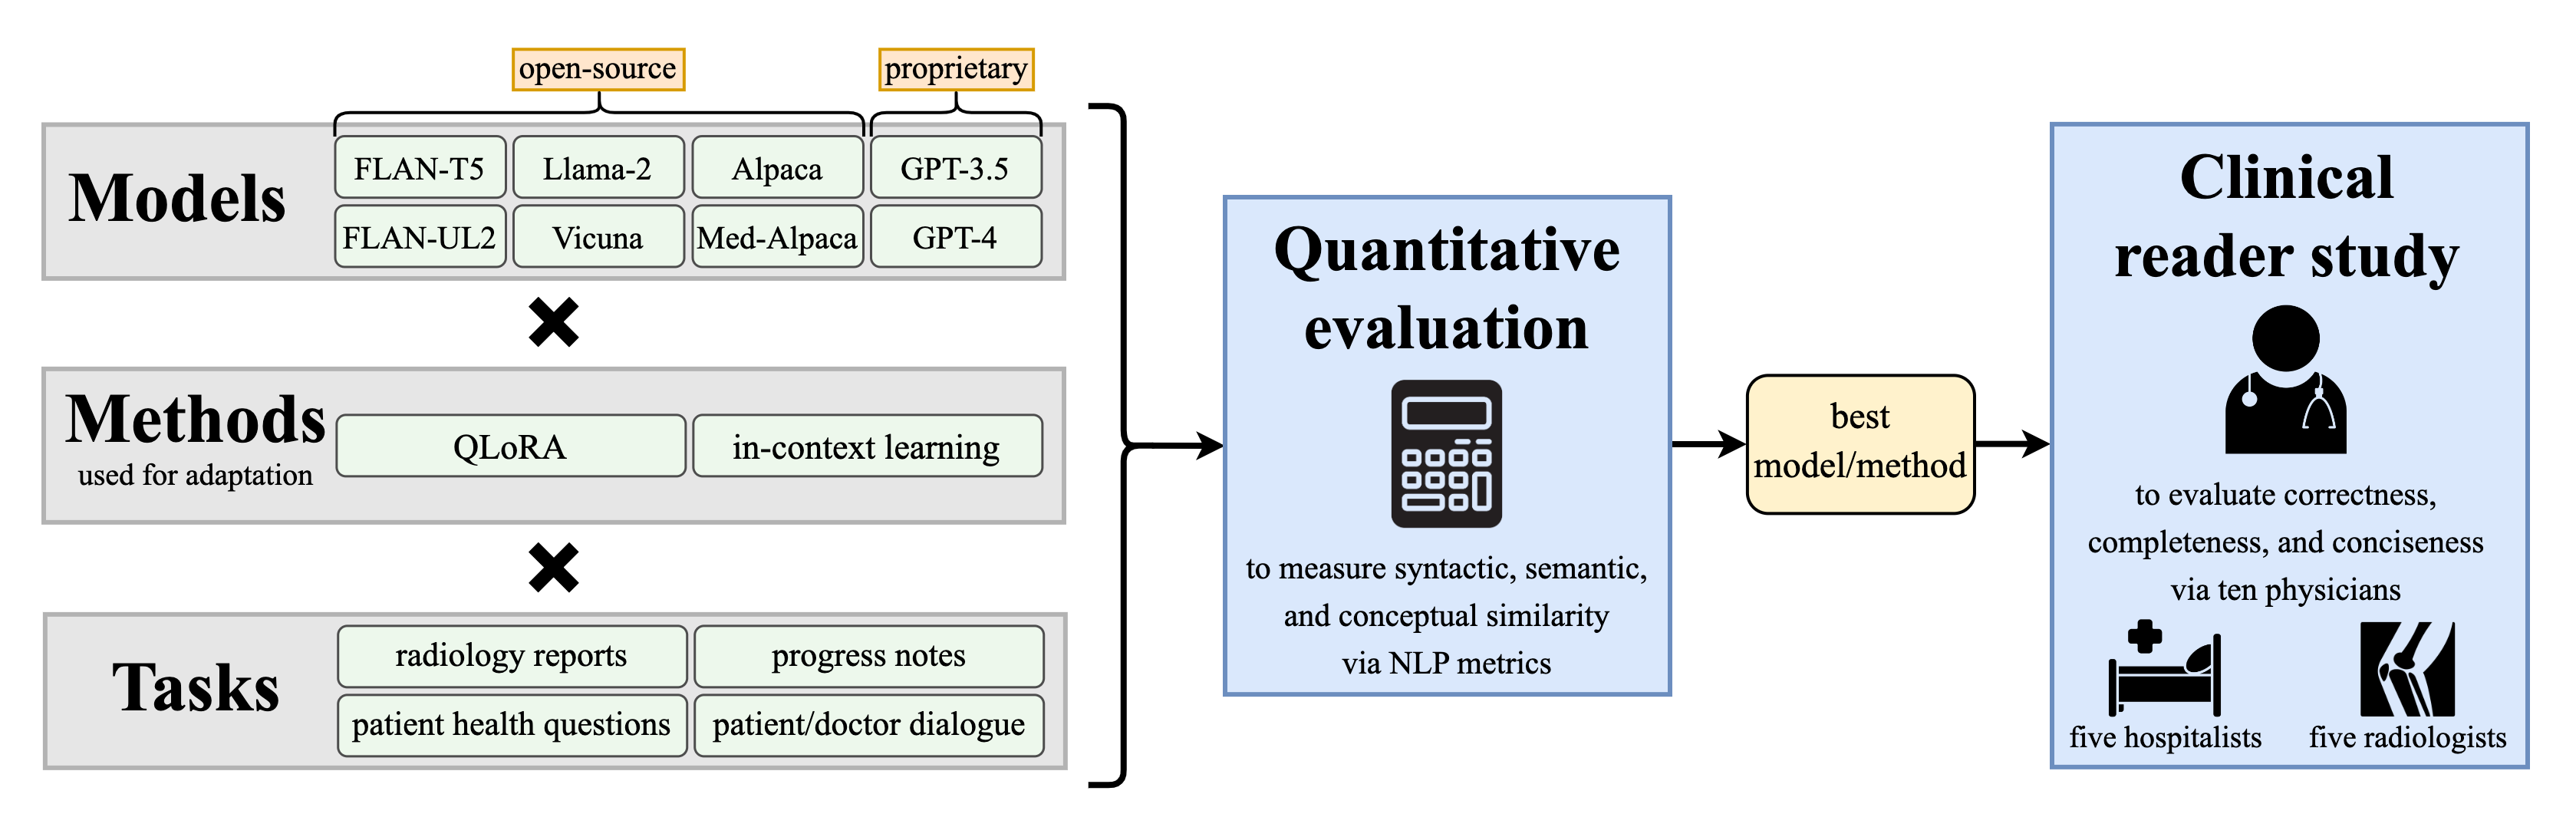 open-source
proprietary
Models
FLAN-T5
Llama-2
Alpaca
GPT-3.5
FLAN-UL2
Vicuna
Med-Alpaca
GPT-4
Methods
used for adaptation
QLoRA
in-context learning
Tasks
radiology reports
progress notes
patient health questions
patient/doctor dialogue
Quantitative
evaluation
to measure syntactic, semantic,
and conceptual similarity
via NLP metrics
best
model/method
Clinical
reader study
to evaluate correctness,
completeness, and conciseness
via ten physicians
five hospitalists
five radiologists